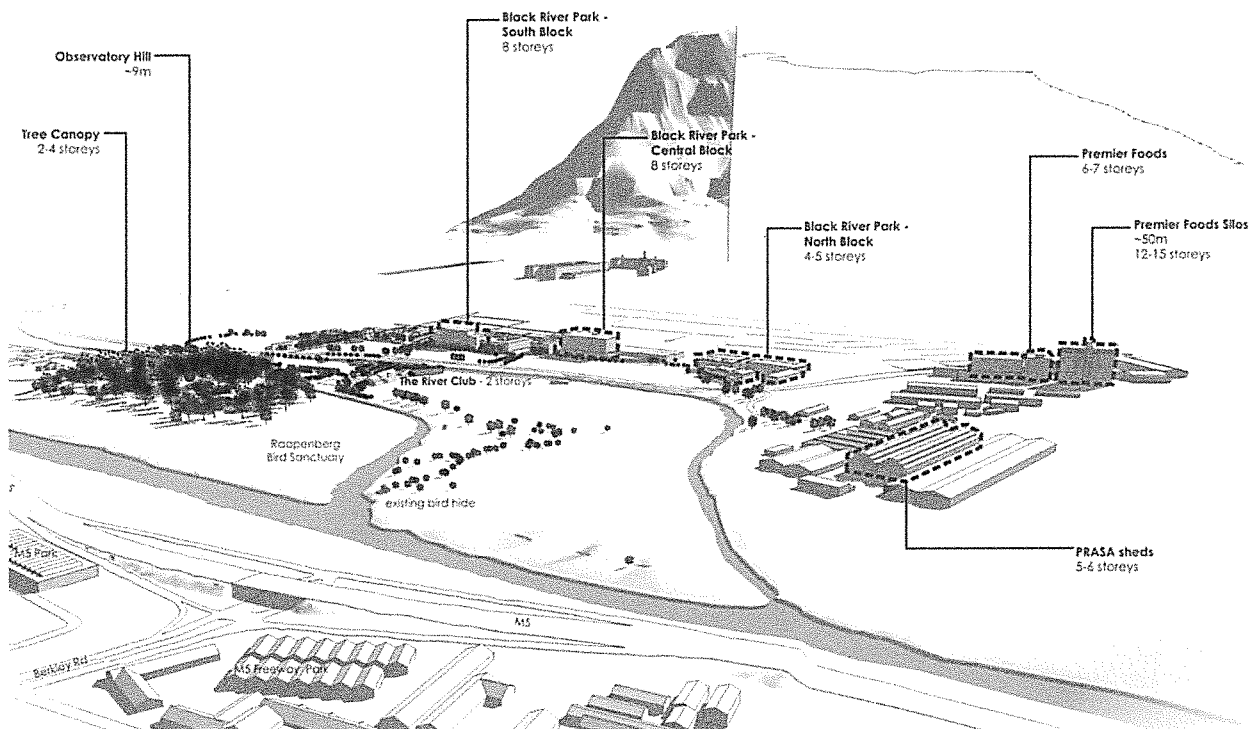 Black River Park -
South Block
8 storeys
Observatory Hill
~9m
Tree Canopy
2-4 storeys
Black River Park -
Central Block
8 storeys
Premier Foods
6-7 storeys
Black River Park -
North Block
4-5 storeys
Premier Foods Silos
~50m
12-15 storeys
The River Club - 2 storeys
Raapenberg
Bird Sanctuary
existing bird hide
M5 Park
PRASA sheds
5-6 storeys
M5
Berkley Rd
M5 Freeway Park